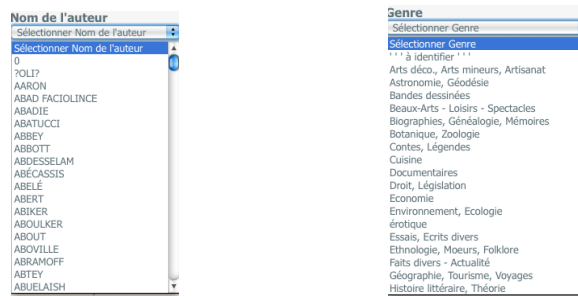 Nom de l'auteur
Sélectionner Nom de l'auteur
Sélectionner Nom de l'auteur
0
?OLI?
AARON
ABAD FACIOLINCE
ABADIE
ABATUCCI
ABBEY
ABBOTT
ABDESSELAM
ABÉCASSIS
ABELÉ
ABERT
ABIKER
ABOULKER
ABOUT
ABOVILLE
ABRAMOFF
ABTEY
ABUELAISH
Genre
Sélectionner Genre
Sélectionner Genre
' ' ' à identifier ' ' '
Arts déco., Arts mineurs, Artisanat
Astronomie, Géodésie
Bandes dessinées
Beaux-Arts - Loisirs - Spectacles
Biographies, Généalogie, Mémoires
Botanique, Zoologie
Contes, Légendes
Cuisine
Documentaires
Droit, Législation
Economie
Environnement, Ecologie
érotique
Essais, Ecrits divers
Ethnologie, Moeurs, Folklore
Faits divers - Actualité
Géographie, Tourisme, Voyages
Histoire littéraire, Théorie